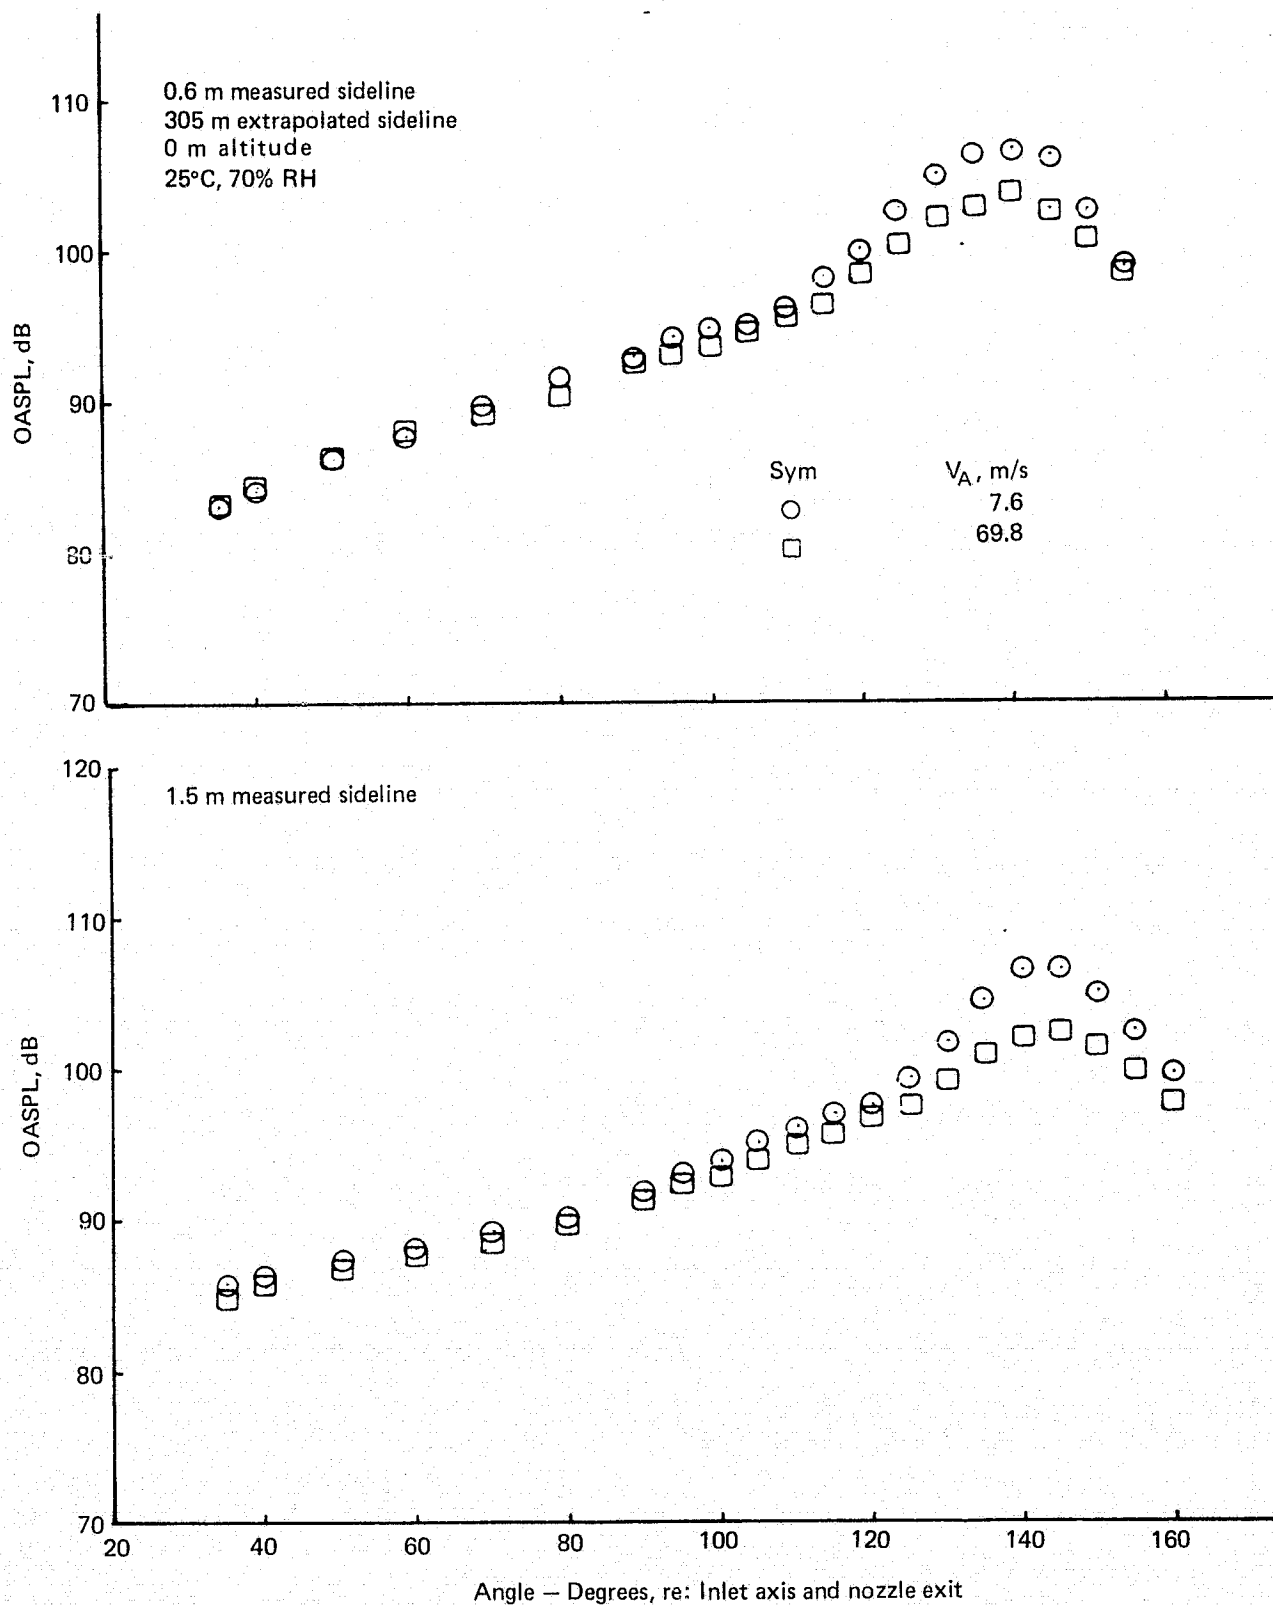 0.6 m measured sideline
305 m extrapolated sideline
0 m altitude
25°C, 70% RH
110
100
90
80
70
OASPL, dB
Sym V_A, m/s
7.6
69.8
120
1.5 m measured sideline
110
100
90
80
70
OASPL, dB
20 40 60 80 100 120 140 160
Angle — Degrees, re: Inlet axis and nozzle exit